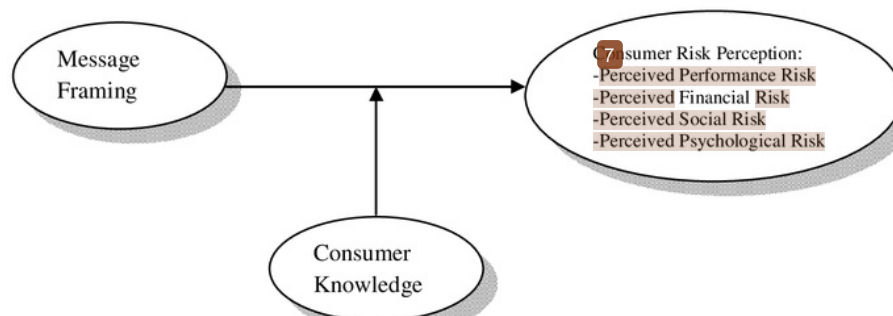 Message
Framing
7
Consumer Risk Perception:
-Perceived Performance Risk
-Perceived Financial Risk
-Perceived Social Risk
-Perceived Psychological Risk
Consumer
Knowledge